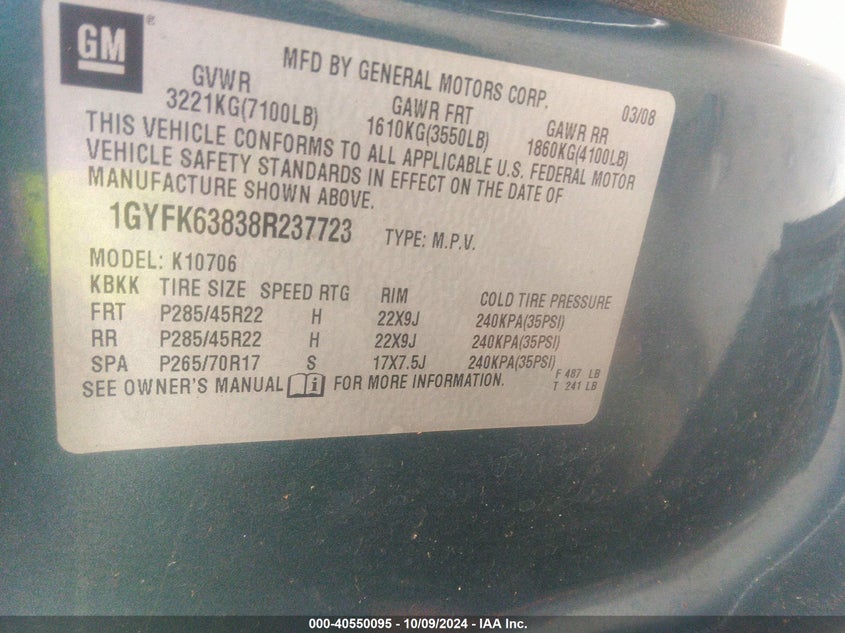 GM ®
MFD BY GENERAL MOTORS CORP.
03/08
GVWR GAWR FRT GAWR RR
3221KG(7100LB) 1610KG(3550LB) 1860KG(4100LB)
THIS VEHICLE CONFORMS TO ALL APPLICABLE U.S. FEDERAL MOTOR
VEHICLE SAFETY STANDARDS IN EFFECT ON THE DATE OF
MANUFACTURE SHOWN ABOVE.
1GYFK63838R237723 TYPE: M.P.V.
MODEL: K10706
KBKK TIRE SIZE SPEED RTG RIM COLD TIRE PRESSURE
FRT P285/45R22 H 22X9J 240KPA(35PSI)
RR P285/45R22 H 22X9J 240KPA(35PSI)
SPA P265/70R17 S 17X7.5J 240KPA(35PSI)
F 487 LB
T 241 LB
SEE OWNER'S MANUAL i FOR MORE INFORMATION.
000-40550095 - 10/09/2024 - IAA Inc.